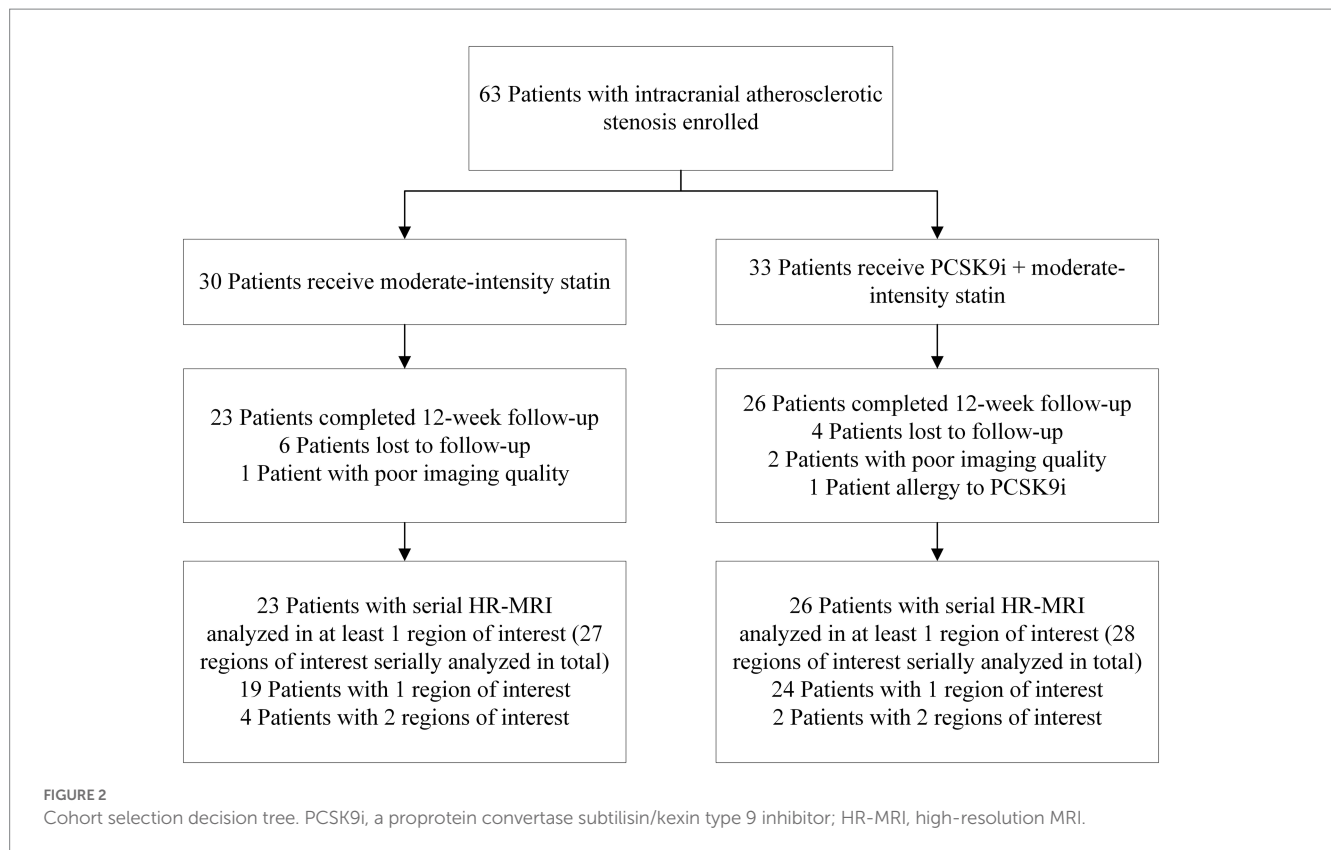 63 Patients with intracranial atherosclerotic
stenosis enrolled
30 Patients receive moderate-intensity statin
33 Patients receive PCSK9i + moderate-
intensity statin
23 Patients completed 12-week follow-up
6 Patients lost to follow-up
1 Patient with poor imaging quality
26 Patients completed 12-week follow-up
4 Patients lost to follow-up
2 Patients with poor imaging quality
1 Patient allergy to PCSK9i
23 Patients with serial HR-MRI
analyzed in at least 1 region of interest (27
regions of interest serially analyzed in total)
19 Patients with 1 region of interest
4 Patients with 2 regions of interest
26 Patients with serial HR-MRI
analyzed in at least 1 region of interest (28
regions of interest serially analyzed in total)
24 Patients with 1 region of interest
2 Patients with 2 regions of interest
FIGURE 2
Cohort selection decision tree. PCSK9i, a proprotein convertase subtilisin/kexin type 9 inhibitor; HR-MRI, high-resolution MRI.